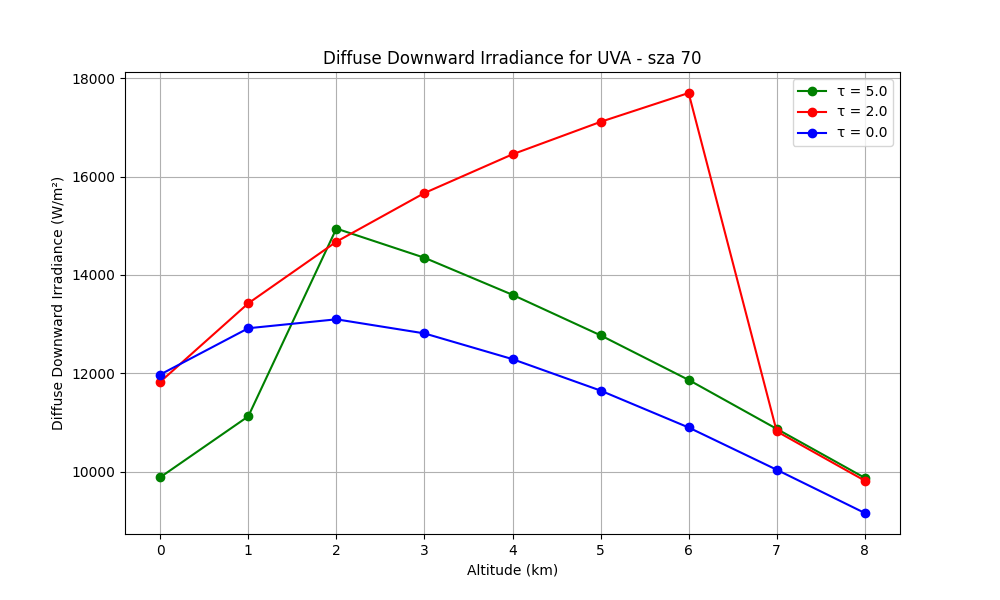 Diffuse Downward Irradiance for UVA - sza 70
τ = 5.0
τ = 2.0
τ = 0.0
Diffuse Downward Irradiance (W/m²)
18000
16000
14000
12000
10000
0 1 2 3 4 5 6 7 8
Altitude (km)